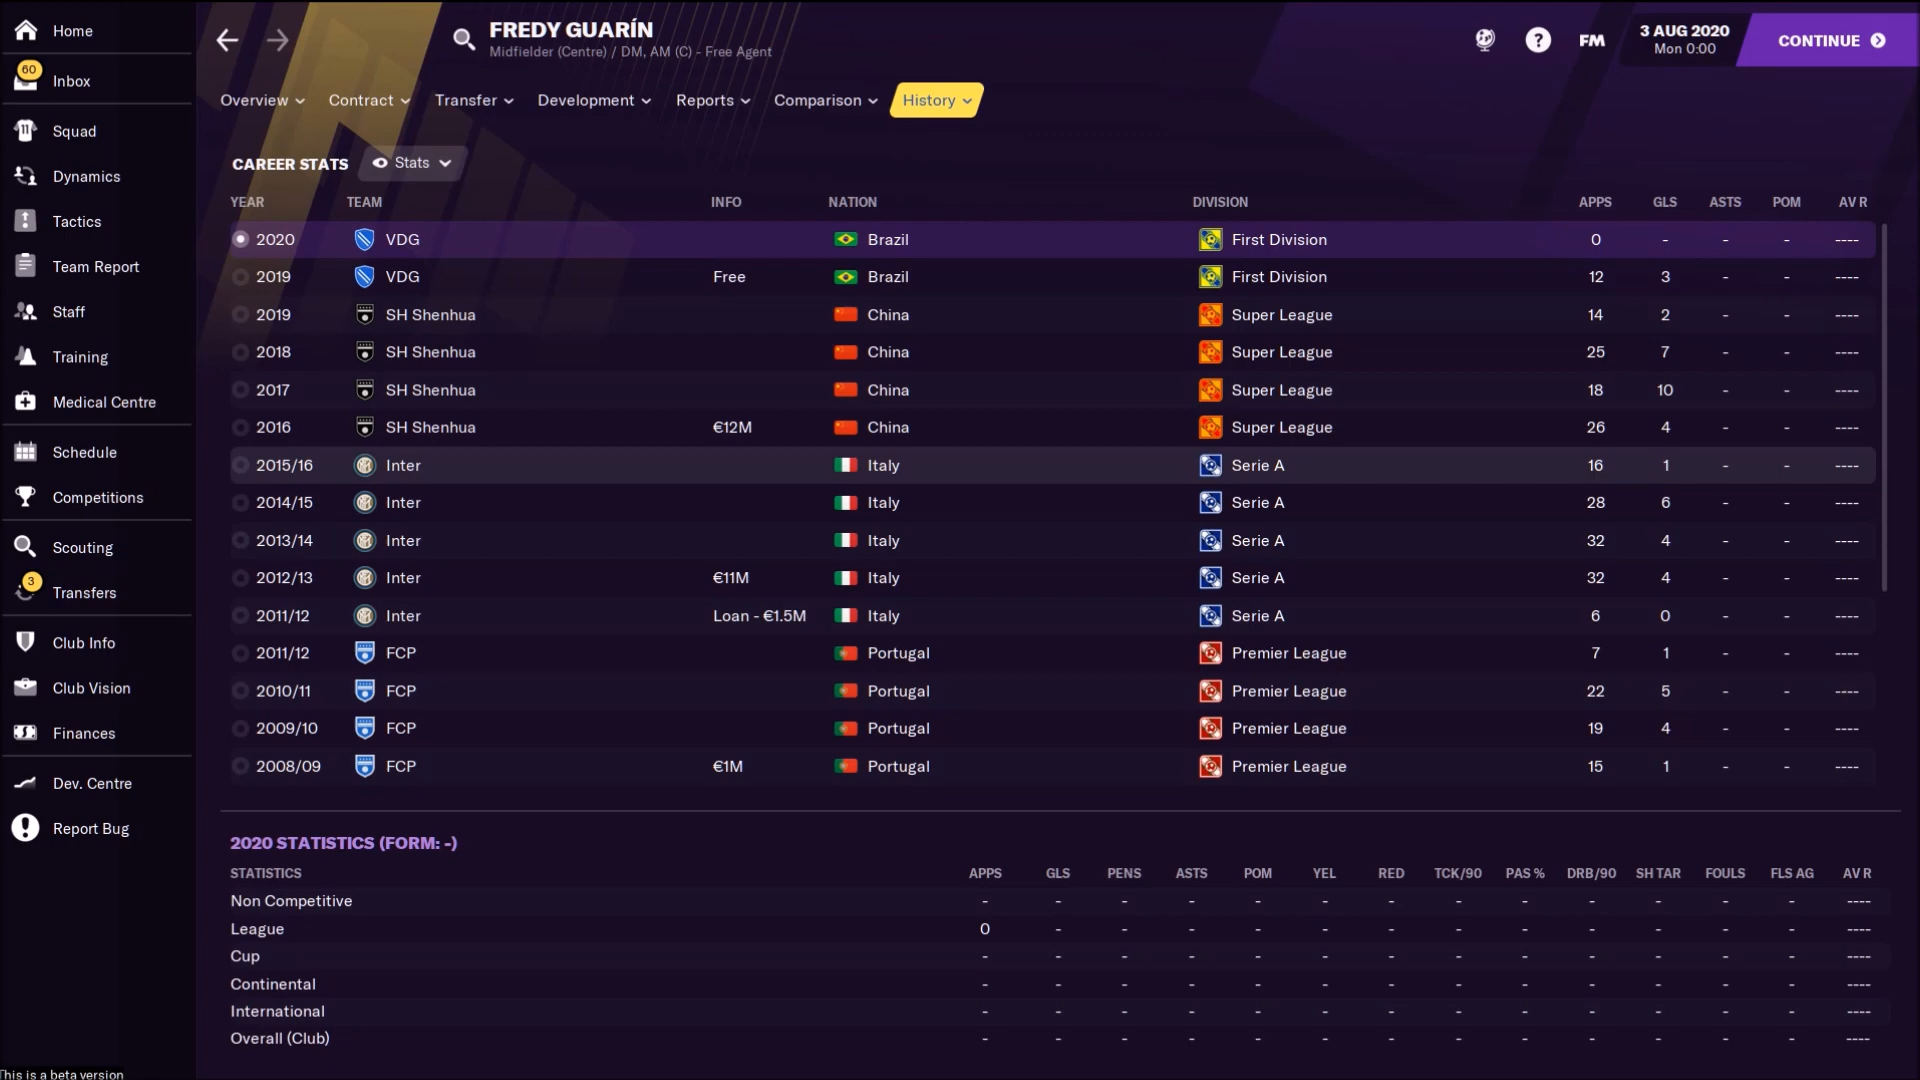 Home
60
Inbox
Squad
Dynamics
Tactics
Team Report
Staff
Training
Medical Centre
Schedule
Competitions
Scouting
3
Transfers
Club Info
Club Vision
Finances
Dev. Centre
Report Bug
This is a beta version
FREDY GUARÍN
Midfielder (Centre) / DM, AM (C) - Free Agent
? FM 3 AUG 2020 CONTINUE
Mon 0:00
Overview Contract Transfer Development Reports Comparison History
CAREER STATS Stats
YEAR TEAM INFO NATION DIVISION APPS GLS ASTS POM AV R
2020 VDG Brazil First Division 0 - - - ----
2019 VDG Free Brazil First Division 12 3 - - ----
2019 SH Shenhua China Super League 14 2 - - ----
2018 SH Shenhua China Super League 25 7 - - ----
2017 SH Shenhua China Super League 18 10 - - ----
2016 SH Shenhua €12M China Super League 26 4 - - ----
2015/16 Inter Italy Serie A 16 1 - - ----
2014/15 Inter Italy Serie A 28 6 - - ----
2013/14 Inter Italy Serie A 32 4 - - ----
2012/13 Inter €11M Italy Serie A 32 4 - - ----
2011/12 Inter Loan - €1.5M Italy Serie A 6 0 - - ----
2011/12 FCP Portugal Premier League 7 1 - - ----
2010/11 FCP Portugal Premier League 22 5 - - ----
2009/10 FCP Portugal Premier League 19 4 - - ----
2008/09 FCP €1M Portugal Premier League 15 1 - - ----
2020 STATISTICS (FORM: -)
STATISTICS APPS GLS PENS ASTS POM YEL RED TCK/90 PAS % DRB/90 SH TAR FOULS FLS AG AV R
Non Competitive - - - - - - - - - - - - - ----
League 0 - - - - - - - - - - - - ----
Cup - - - - - - - - - - - - - ----
Continental - - - - - - - - - - - - - ----
International - - - - - - - - - - - - - ----
Overall (Club) - - - - - - - - - - - - - ----